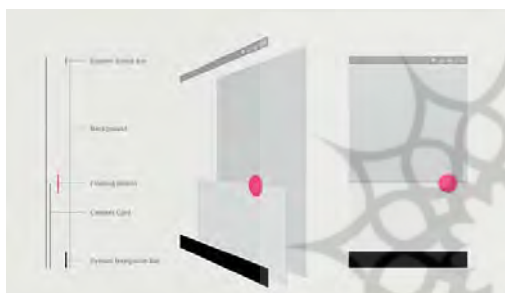 System Status Bar
Background
Floating Button
Content Card
System Navigation Bar